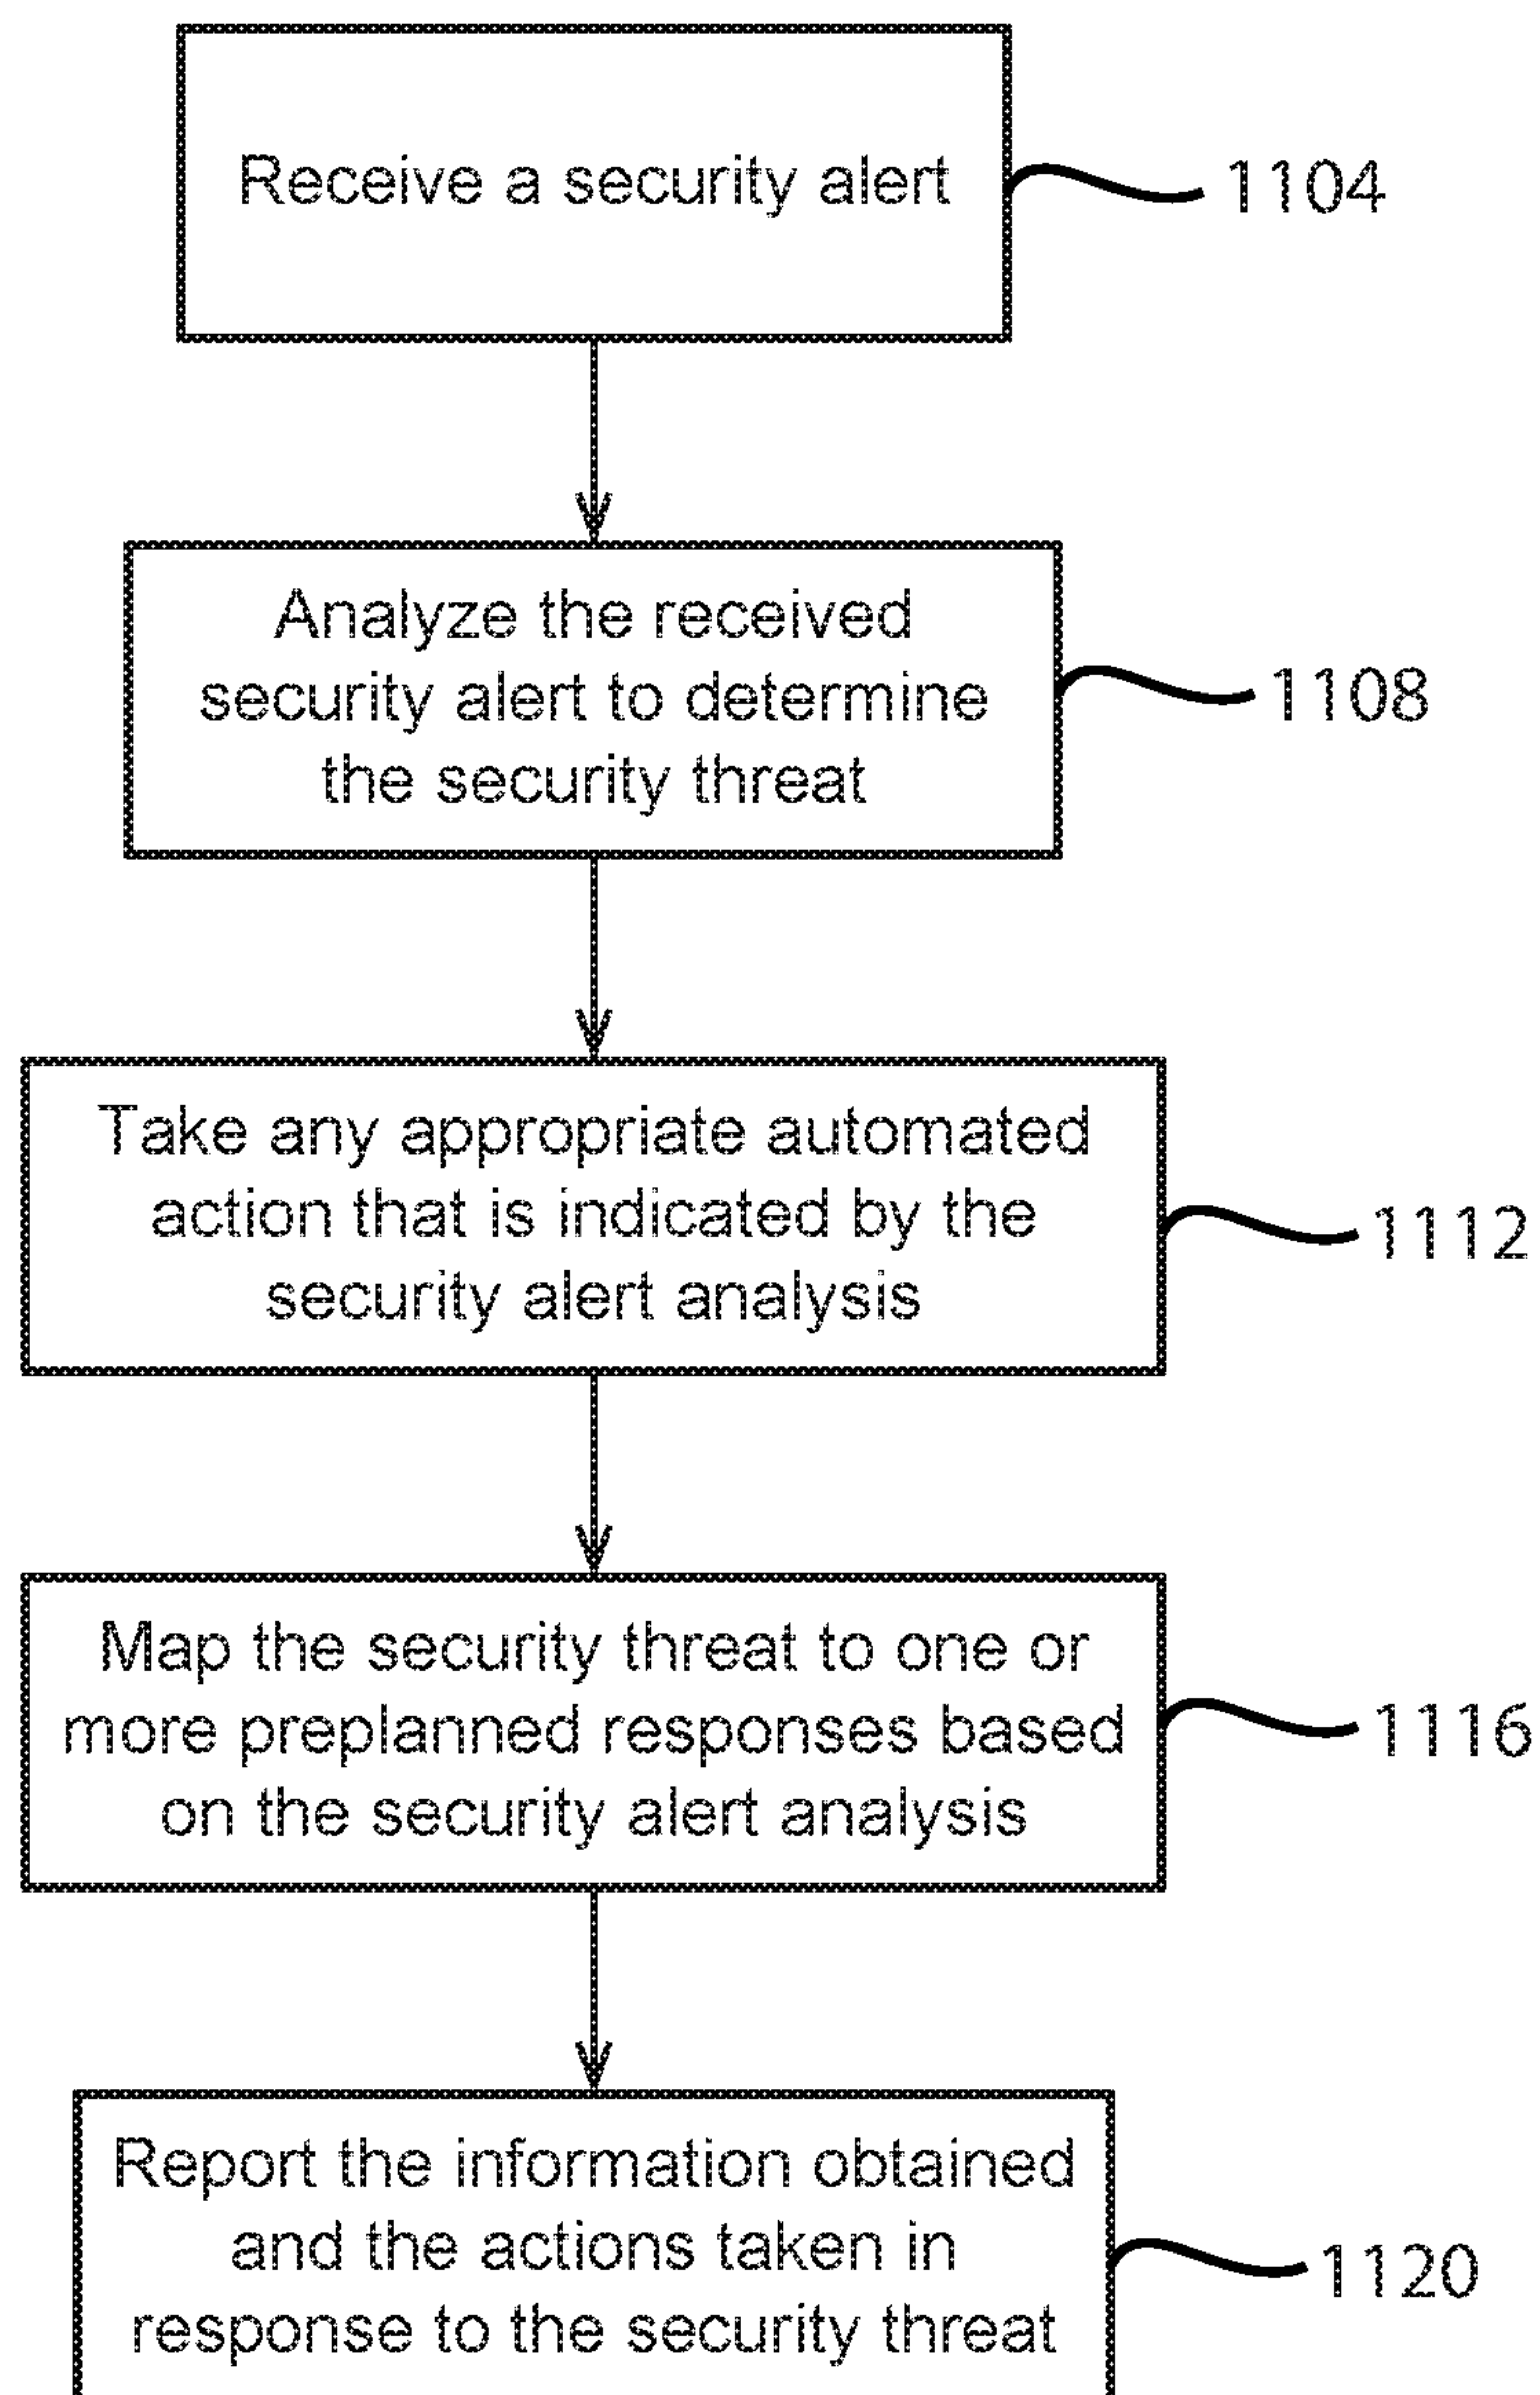 Receive a security alert
1104
Analyze the received
security alert to determine
the security threat
1108
Take any appropriate automated
action that is indicated by the
security alert analysis
1112
Map the security threat to one or
more preplanned responses based
on the security alert analysis
1116
Report the information obtained
and the actions taken in
response to the security threat
1120